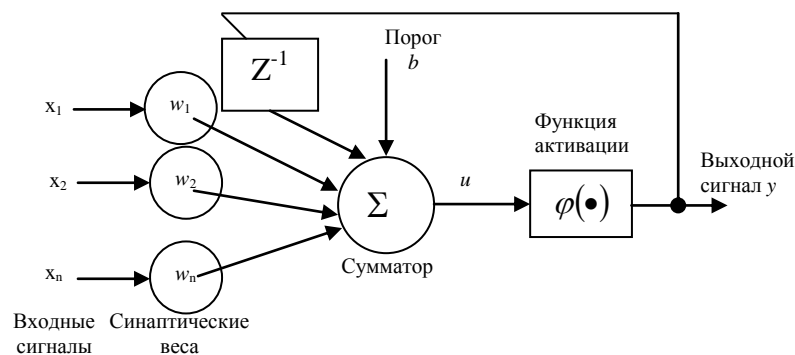 Z⁻¹
Порог
b
x₁
w₁
Функция
активации
x₂
w₂
Σ
u
φ(•)
Выходной
сигнал y
xₙ
wₙ
Сумматор
Входные
сигналы
Синаптические
веса